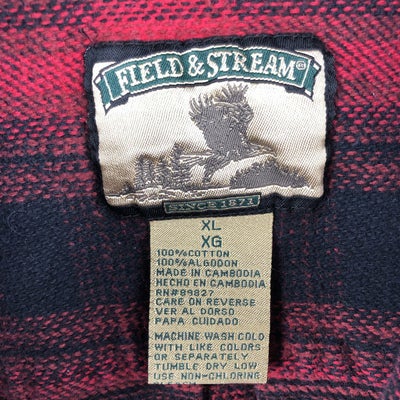 FIELD & STREAM
SINCE 1871
XL
XG
100%COTTON
100%ALGODON
MADE IN CAMBODIA
HECHO EN CAMBODIA
RN#89827
CARE ON REVERSE
VER AL DORSO
PAPA CUIDADO
MACHINE WASH COLD
WITH LIKE COLORS
OR SEPARATELY
TUMBLE DRY LOW
USE NON-CHLORINE